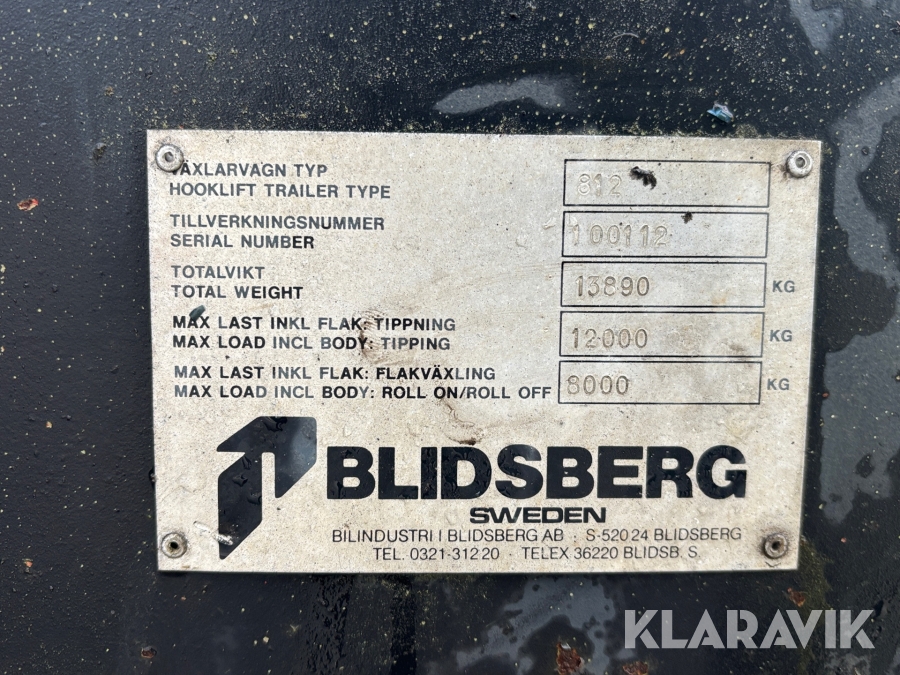 VÄXLARVAGN TYP
HOOKLIFT TRAILER TYPE 812
TILLVERKNINGSNUMMER
SERIAL NUMBER 100112
TOTALVIKT
TOTAL WEIGHT 13890 KG
MAX LAST INKL FLAK: TIPPNING
MAX LOAD INCL BODY: TIPPING 12000 KG
MAX LAST INKL FLAK: FLAKVÄXLING
MAX LOAD INCL BODY: ROLL ON/ROLL OFF 8000 KG
BLIDSBERG
SWEDEN
BILINDUSTRI I BLIDSBERG AB · S-520 24 BLIDSBERG
TEL. 0321-312 20 · TELEX 36220 BLIDSB. S.
KLARAVIK